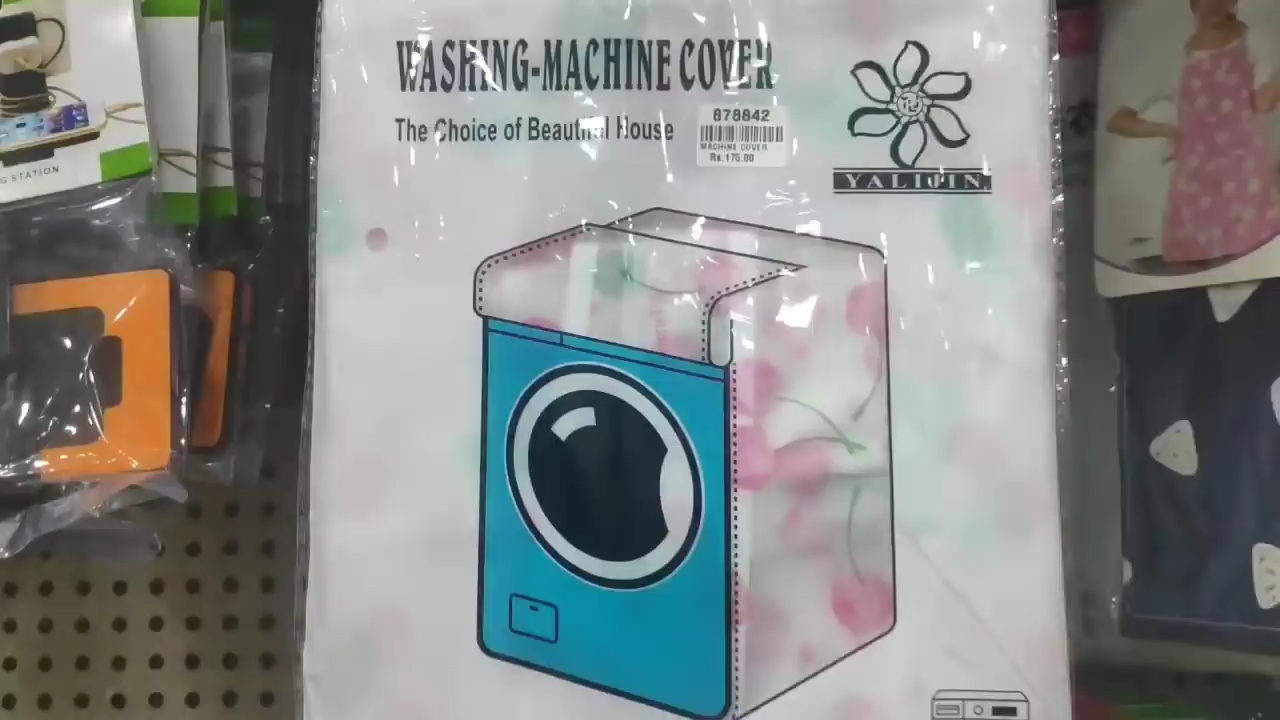 WASHING-MACHINE COVER
The Choice of Beautiful House
878842
MACHINE COVER
Rs.175.00
YALIJIN
G STATION